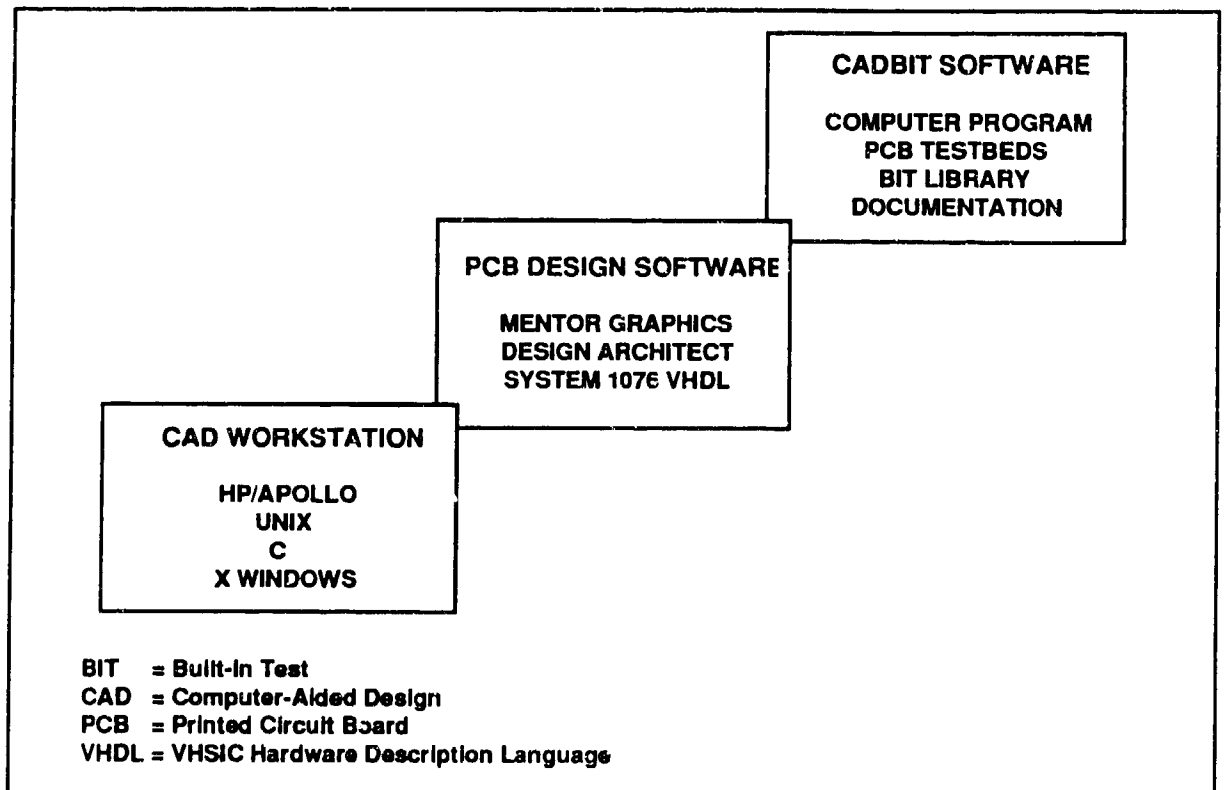 CADBIT SOFTWARE
COMPUTER PROGRAM
PCB TESTBEDS
BIT LIBRARY
DOCUMENTATION
PCB DESIGN SOFTWARE
MENTOR GRAPHICS
DESIGN ARCHITECT
SYSTEM 1076 VHDL
CAD WORKSTATION
HP/APOLLO
UNIX
C
X WINDOWS
BIT = Built-in Test
CAD = Computer-Aided Design
PCB = Printed Circuit Board
VHDL = VHSIC Hardware Description Language